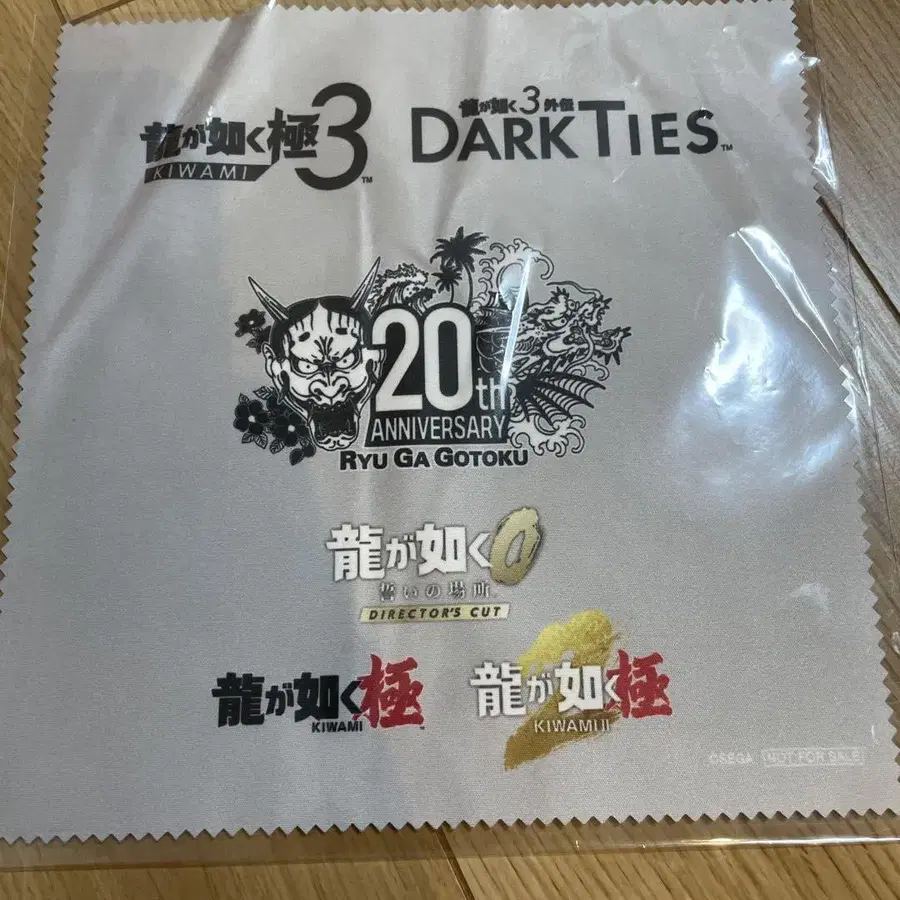 龍が如く極3
KIWAMI
TM
龍が如く3外伝
DARK TIES
TM
20th
ANNIVERSARY
RYU GA GOTOKU
龍が如く0
誓いの場所
DIRECTOR'S CUT
龍が如く極
KIWAMI
龍が如く極2
KIWAMI II
©SEGA NOT FOR SALE